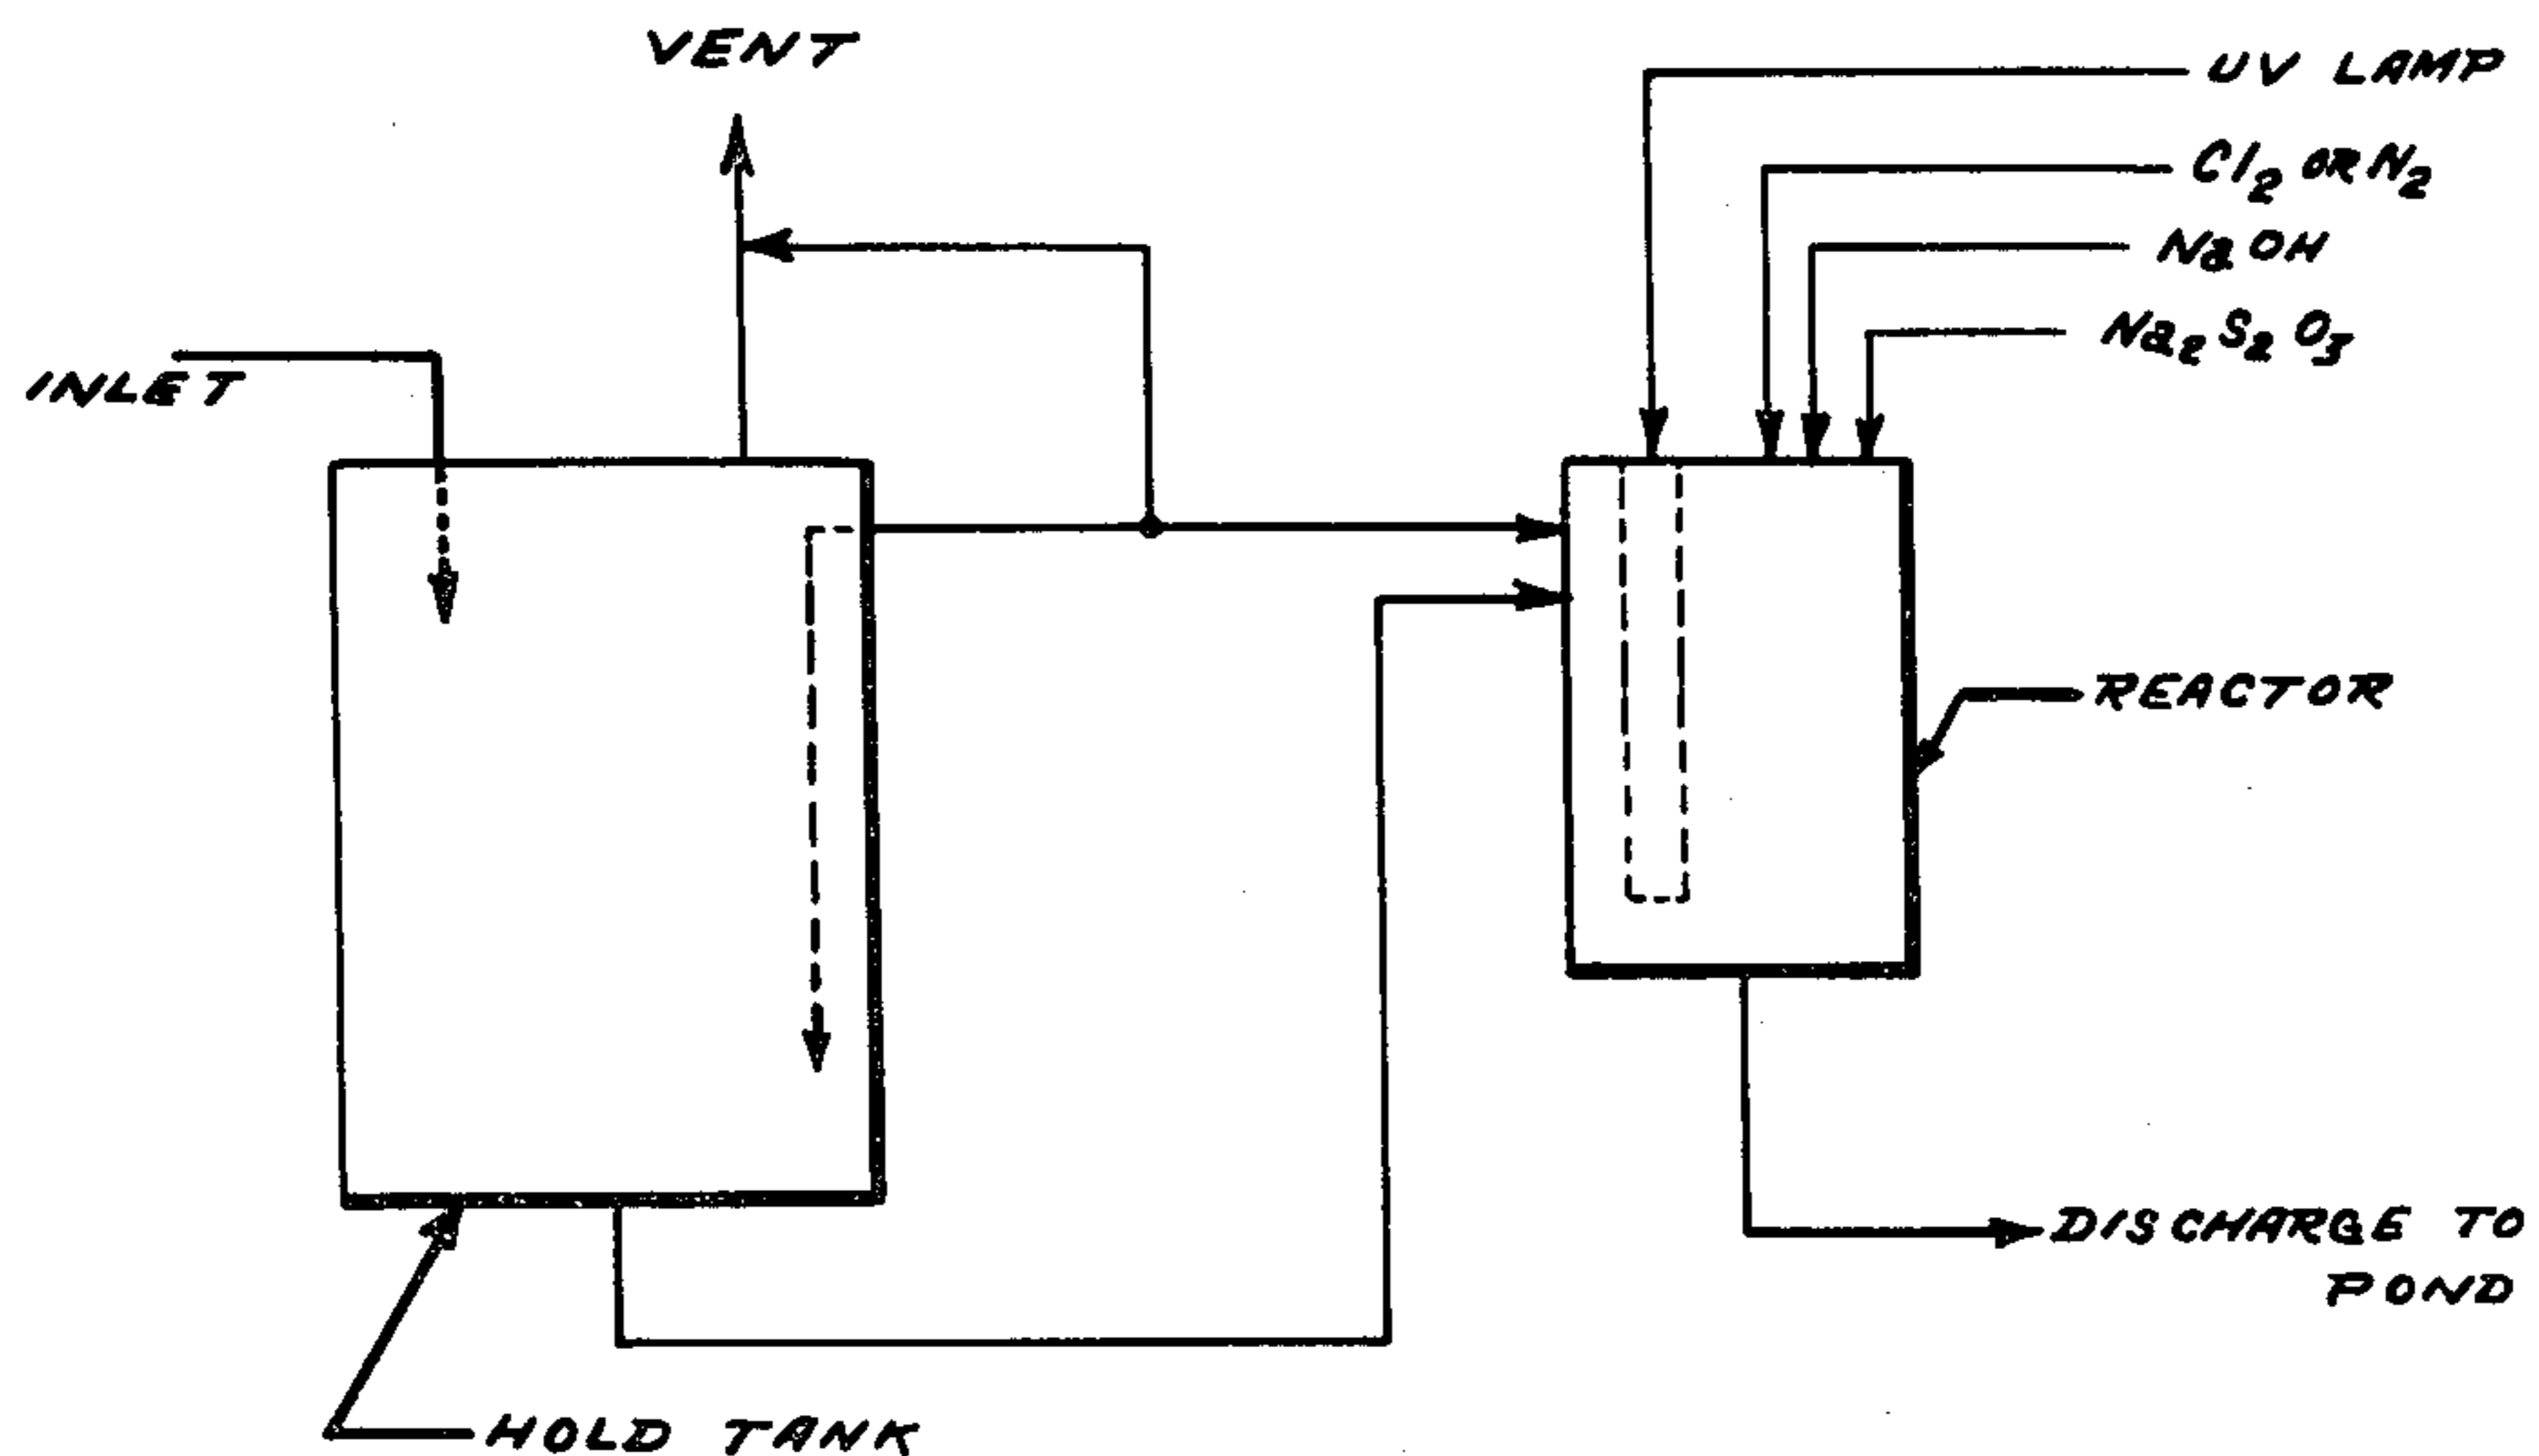 VENT
UV LAMP
Cl₂ OR N₂
NaOH
Na₂S₂O₃
INLET
REACTOR
DISCHARGE TO
POND
HOLD TANK